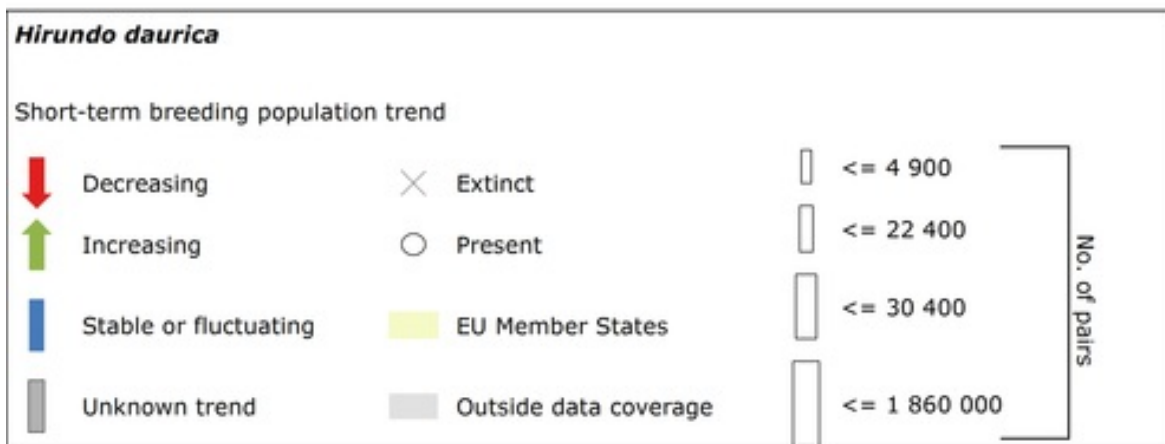 Hirundo daurica
Short-term breeding population trend
Decreasing
Increasing
Stable or fluctuating
Unknown trend
Extinct
Present
EU Member States
Outside data coverage
<= 4 900
<= 22 400
<= 30 400
<= 1 860 000
No. of pairs